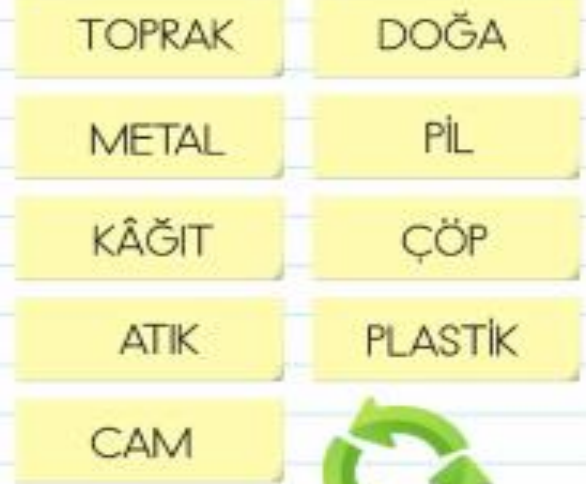 TOPRAK
DOĞA
METAL
PİL
KÂĞIT
ÇÖP
ATIK
PLASTİK
CAM